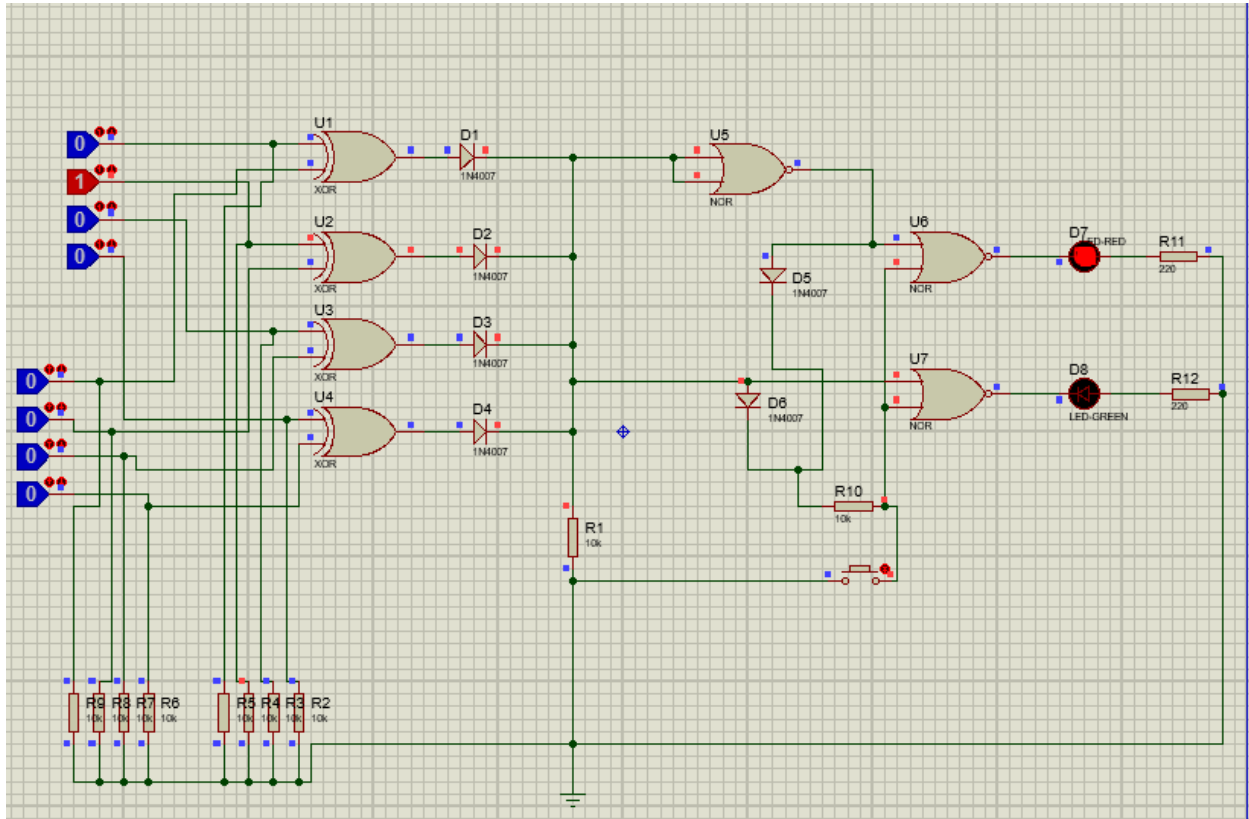 0
1
0
0
0
0
0
0
U1
XOR
U2
XOR
U3
XOR
U4
XOR
D1
1N4007
D2
1N4007
D3
1N4007
D4
1N4007
U5
NOR
D5
1N4007
D6
1N4007
U6
NOR
U7
NOR
D7
LED-RED
D8
LED-GREEN
R11
220
R12
220
R10
10k
R1
10k
R9
10k
R8
10k
R7
10k
R6
10k
R5
10k
R4
10k
R3
10k
R2
10k